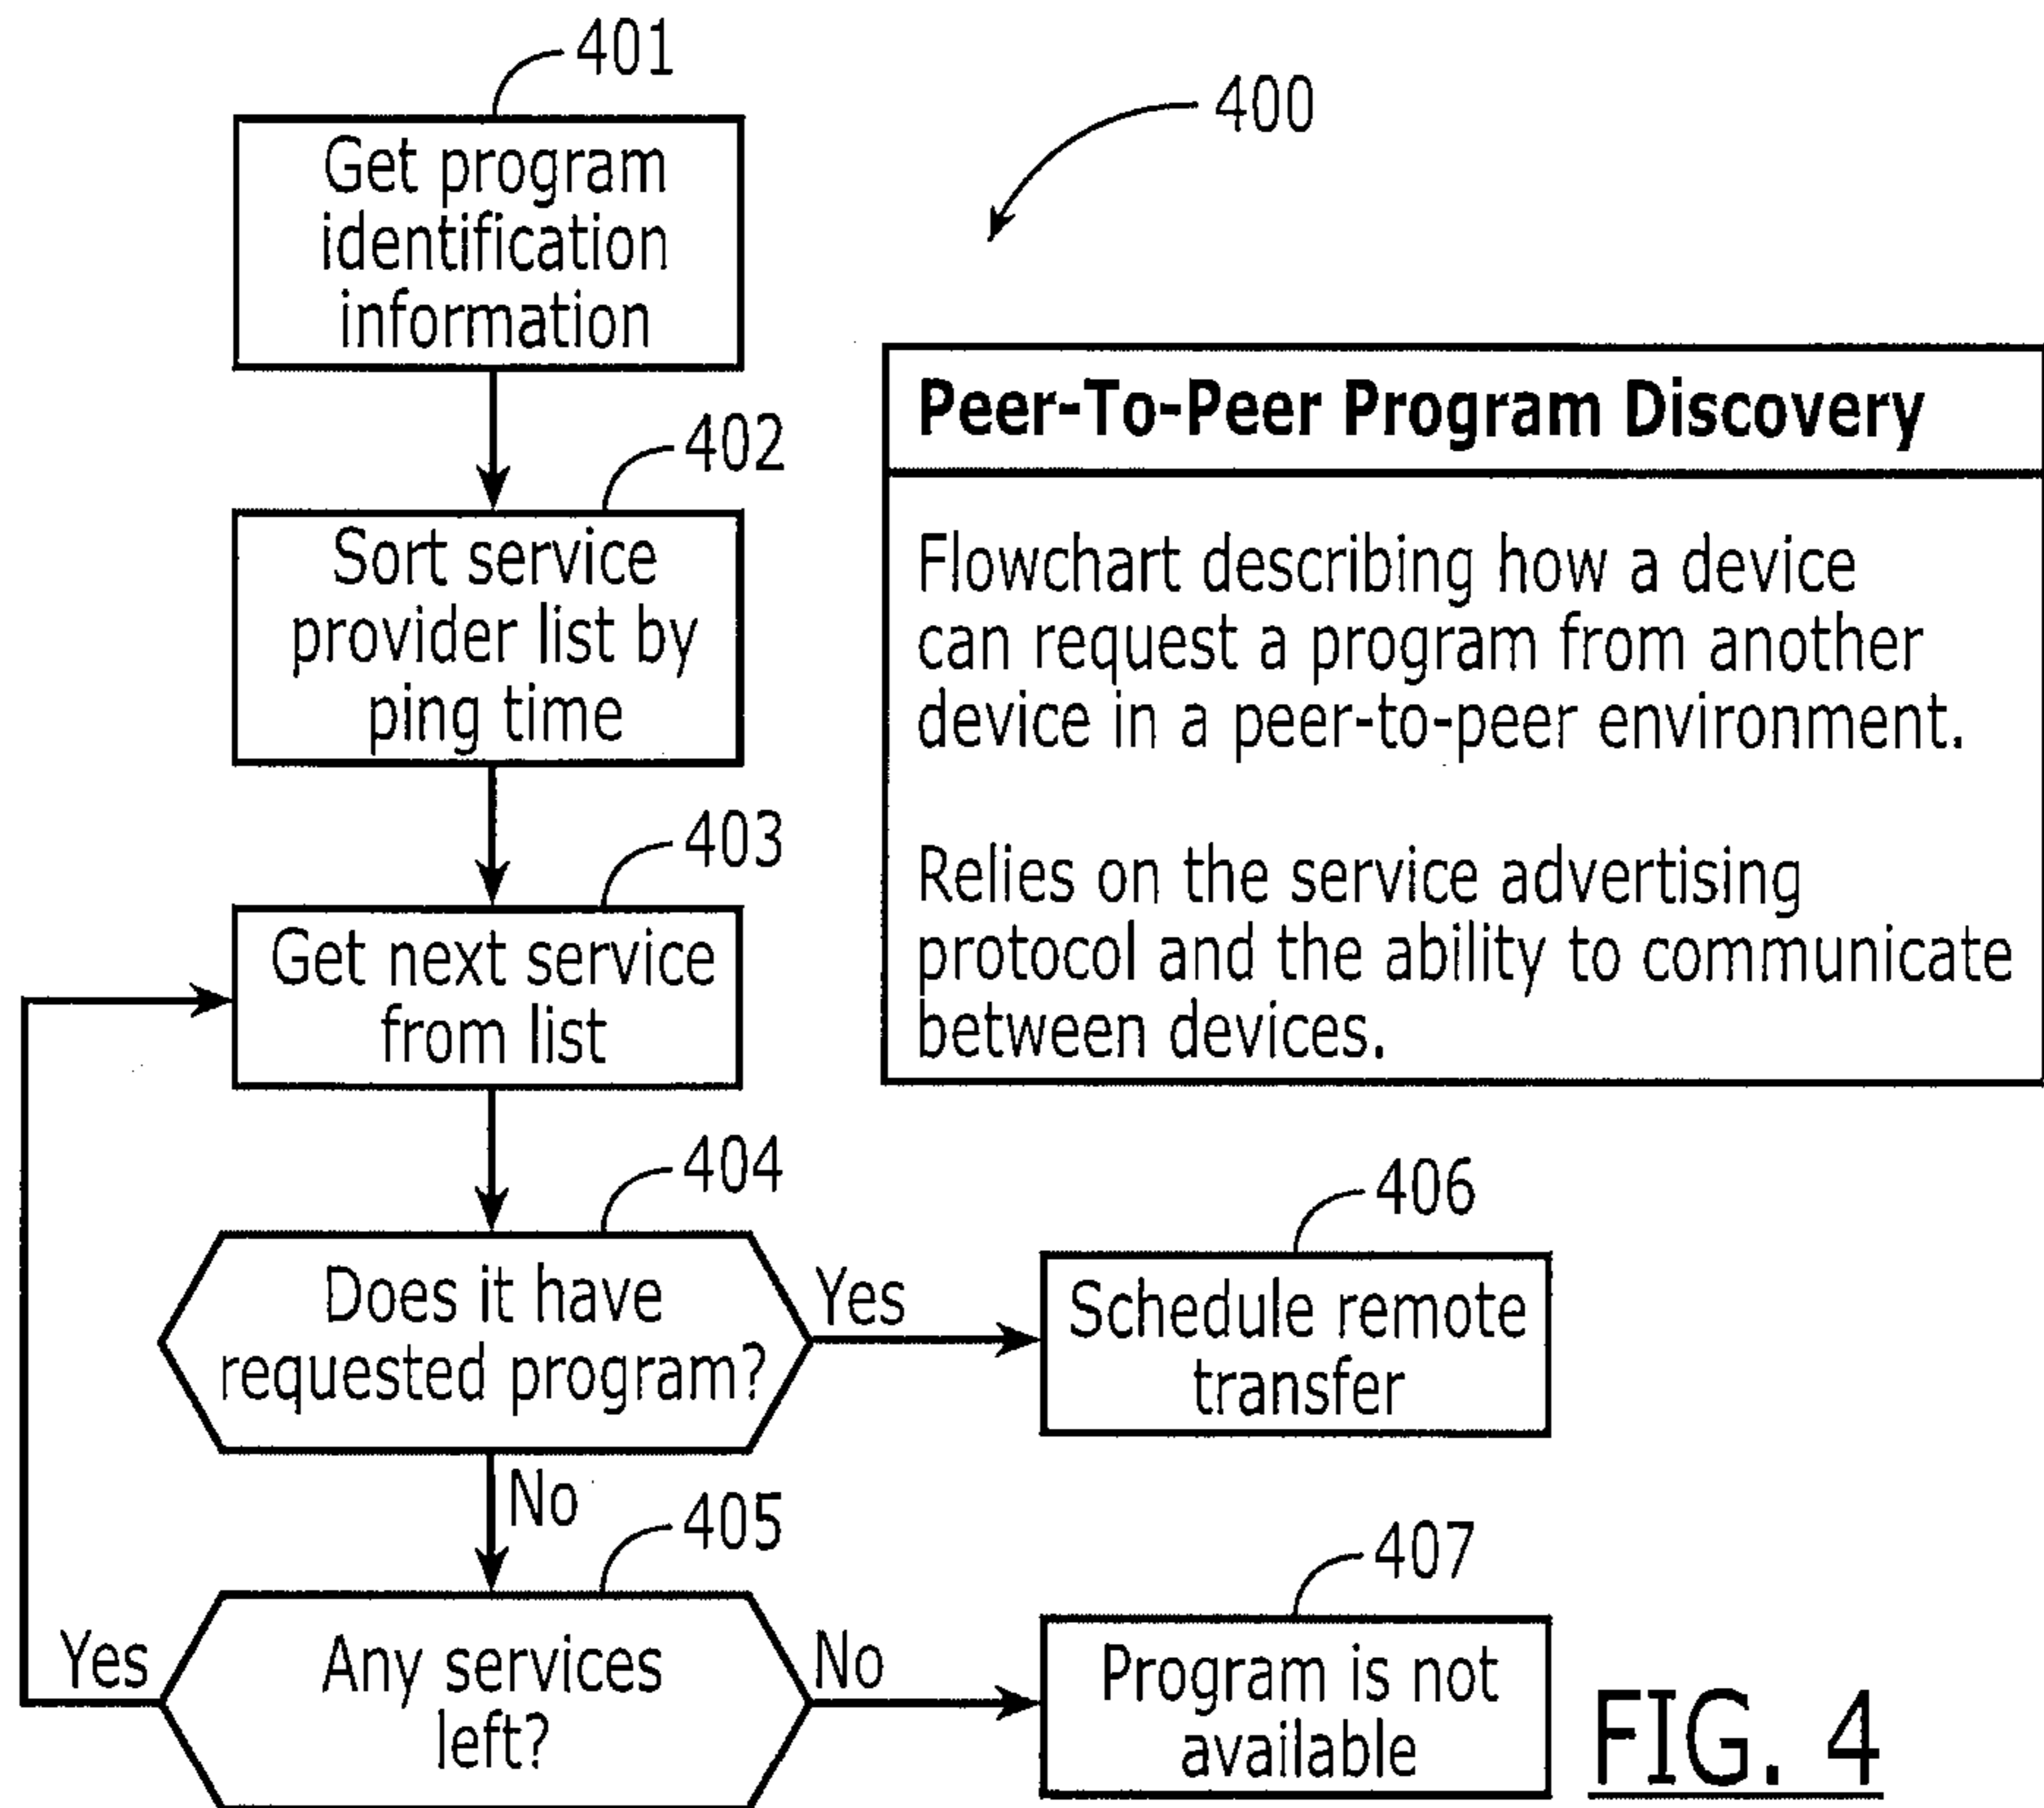 401
400
Get program
identification
information
402
Sort service
provider list by
ping time
403
Get next service
from list
Peer-To-Peer Program Discovery
Flowchart describing how a device
can request a program from another
device in a peer-to-peer environment.
Relies on the service advertising
protocol and the ability to communicate
between devices.
404
Does it have
requested program?
Yes
406
Schedule remote
transfer
No
405
Any services
left?
Yes
No
407
Program is not
available
FIG. 4